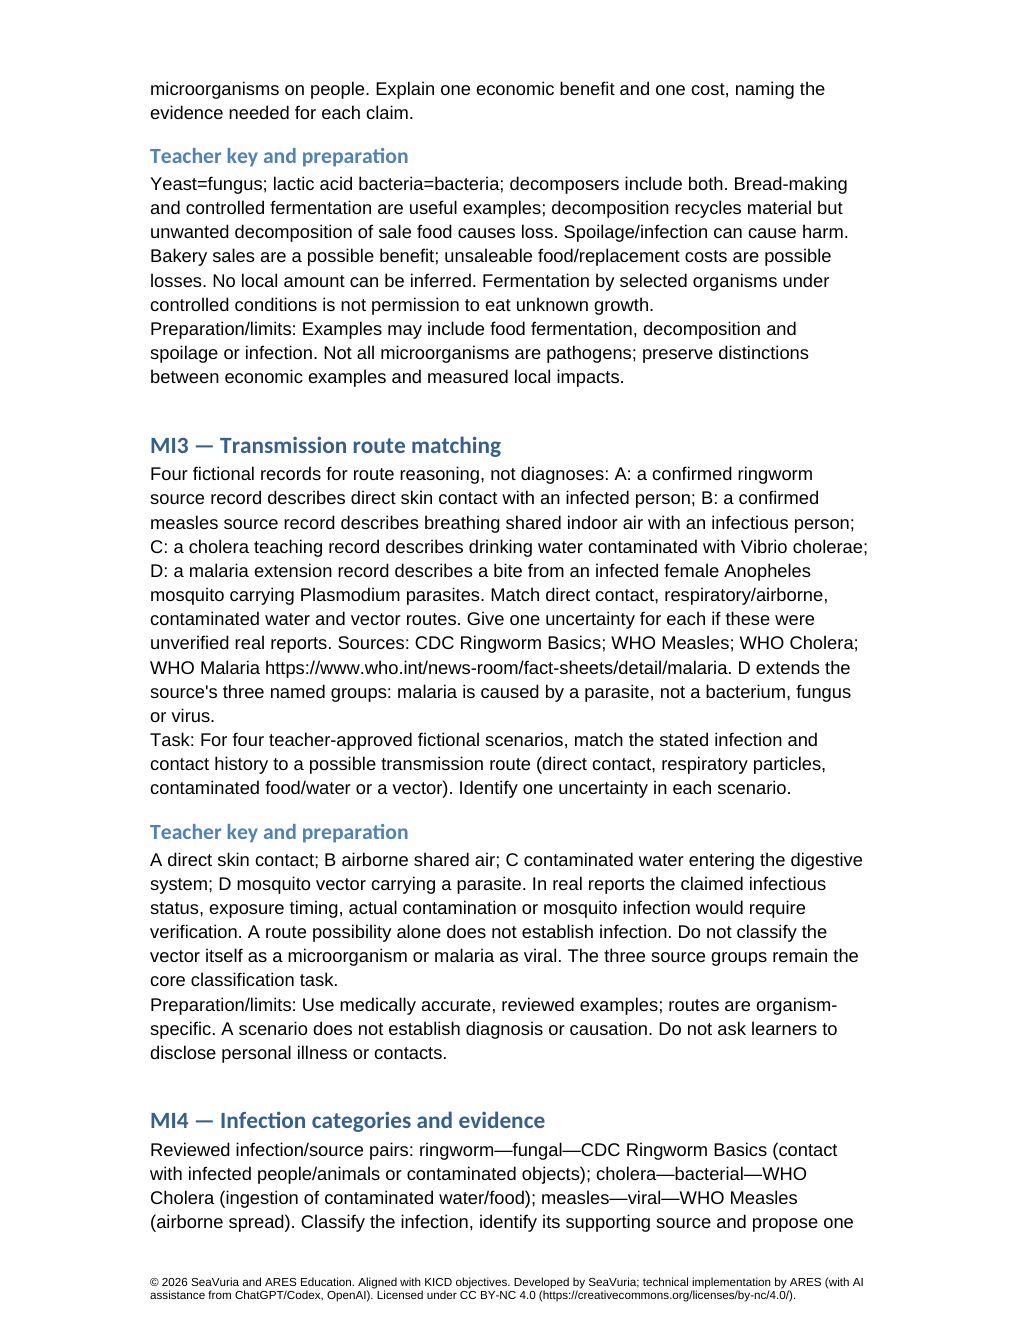 microorganisms on people. Explain one economic benefit and one cost, naming the
evidence needed for each claim.
Teacher key and preparation
Yeast=fungus; lactic acid bacteria=bacteria; decomposers include both. Bread-making
and controlled fermentation are useful examples; decomposition recycles material but
unwanted decomposition of sale food causes loss. Spoilage/infection can cause harm.
Bakery sales are a possible benefit; unsaleable food/replacement costs are possible
losses. No local amount can be inferred. Fermentation by selected organisms under
controlled conditions is not permission to eat unknown growth.
Preparation/limits: Examples may include food fermentation, decomposition and
spoilage or infection. Not all microorganisms are pathogens; preserve distinctions
between economic examples and measured local impacts.
MI3 — Transmission route matching
Four fictional records for route reasoning, not diagnoses: A: a confirmed ringworm
source record describes direct skin contact with an infected person; B: a confirmed
measles source record describes breathing shared indoor air with an infectious person;
C: a cholera teaching record describes drinking water contaminated with Vibrio cholerae;
D: a malaria extension record describes a bite from an infected female Anopheles
mosquito carrying Plasmodium parasites. Match direct contact, respiratory/airborne,
contaminated water and vector routes. Give one uncertainty for each if these were
unverified real reports. Sources: CDC Ringworm Basics; WHO Measles; WHO Cholera;
WHO Malaria https://www.who.int/news-room/fact-sheets/detail/malaria. D extends the
source's three named groups: malaria is caused by a parasite, not a bacterium, fungus
or virus.
Task: For four teacher-approved fictional scenarios, match the stated infection and
contact history to a possible transmission route (direct contact, respiratory particles,
contaminated food/water or a vector). Identify one uncertainty in each scenario.
Teacher key and preparation
A direct skin contact; B airborne shared air; C contaminated water entering the digestive
system; D mosquito vector carrying a parasite. In real reports the claimed infectious
status, exposure timing, actual contamination or mosquito infection would require
verification. A route possibility alone does not establish infection. Do not classify the
vector itself as a microorganism or malaria as viral. The three source groups remain the
core classification task.
Preparation/limits: Use medically accurate, reviewed examples; routes are organism-
specific. A scenario does not establish diagnosis or causation. Do not ask learners to
disclose personal illness or contacts.
MI4 — Infection categories and evidence
Reviewed infection/source pairs: ringworm—fungal—CDC Ringworm Basics (contact
with infected people/animals or contaminated objects); cholera—bacterial—WHO
Cholera (ingestion of contaminated water/food); measles—viral—WHO Measles
(airborne spread). Classify the infection, identify its supporting source and propose one
© 2026 SeaVuria and ARES Education. Aligned with KICD objectives. Developed by SeaVuria; technical implementation by ARES (with AI
assistance from ChatGPT/Codex, OpenAI). Licensed under CC BY-NC 4.0 (https://creativecommons.org/licenses/by-nc/4.0/).